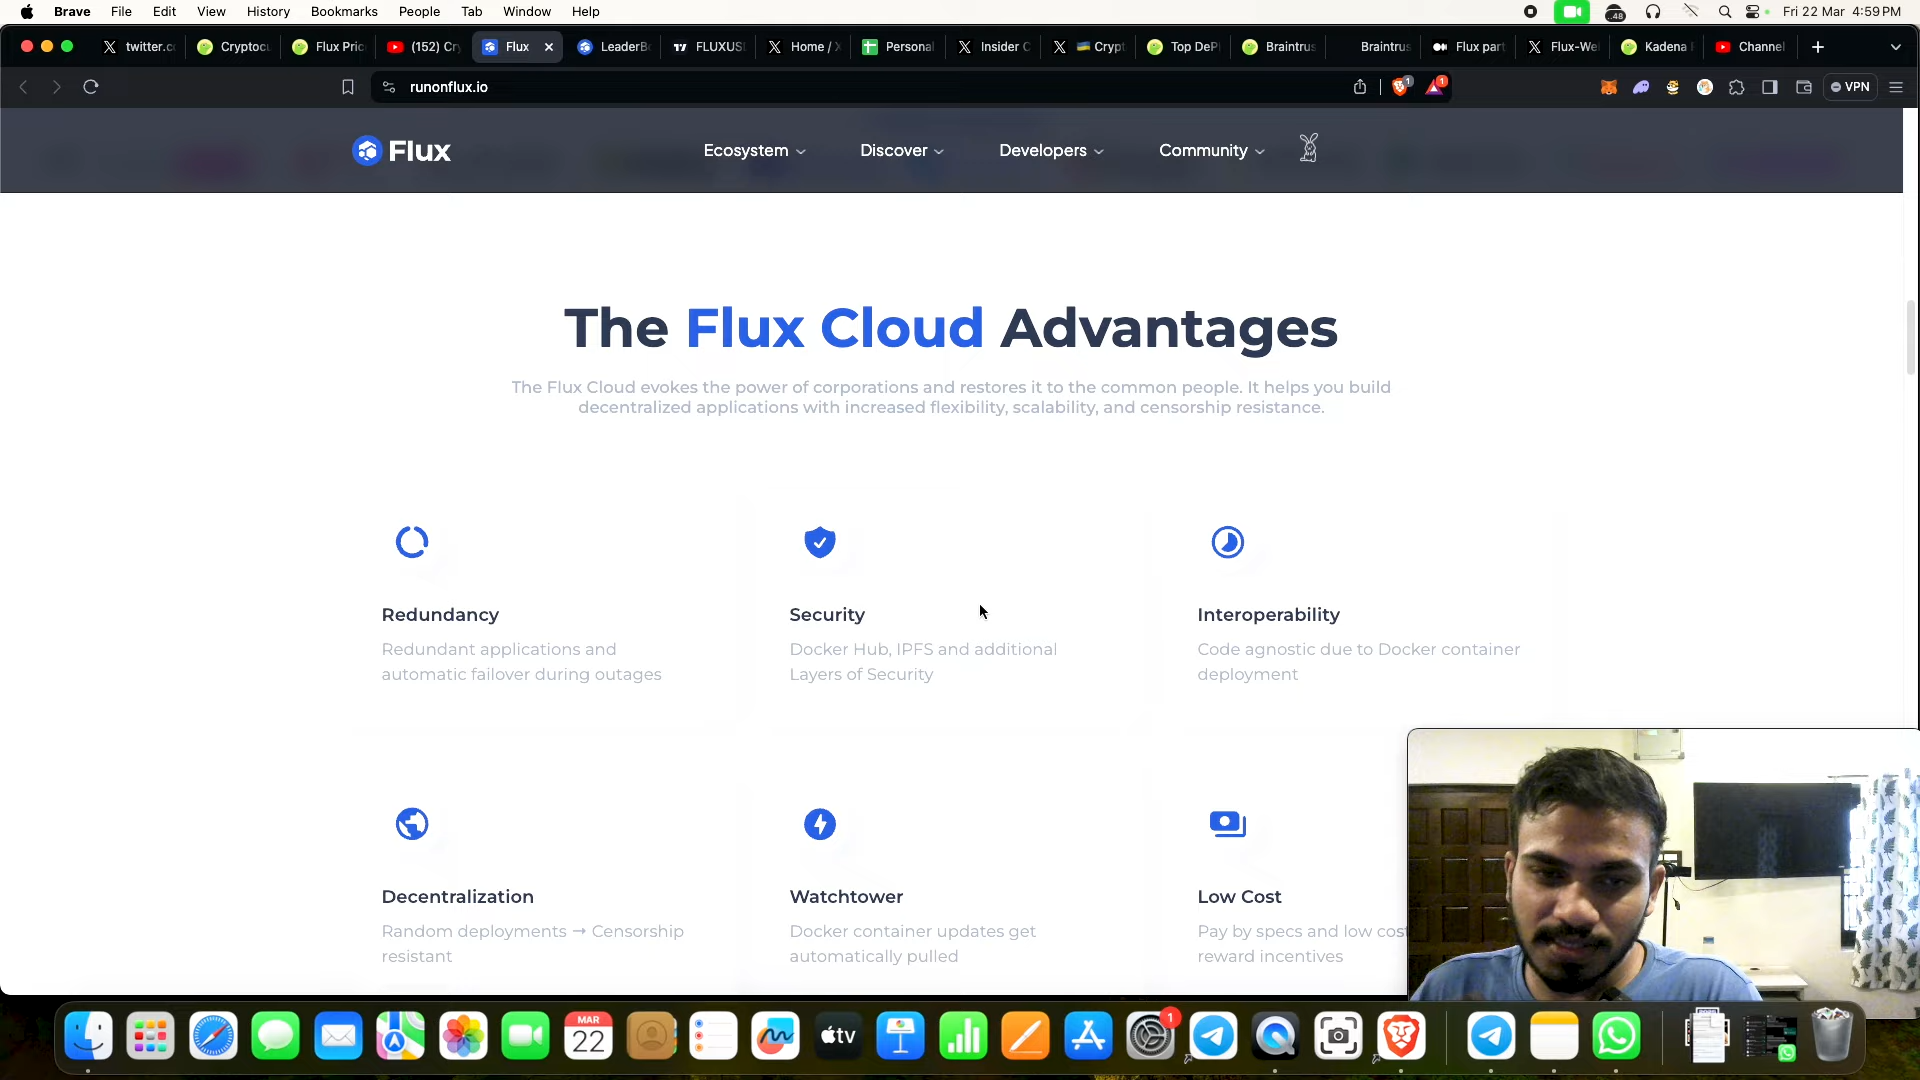 Brave File Edit View History Bookmarks People Tab Window Help
.48
Fri 22 Mar 4:59 PM
twitter.c
Cryptocu
Flux Pric
(152) Cr
Flux
LeaderB
FLUXUS
Home / X
Personal
Insider C
Crypt
Top DeP
Braintrus
Braintrus
Flux part
Flux-We
Kadena
Channel
runonflux.io
1
1
VPN
Flux
Ecosystem
Discover
Developers
Community
The Flux Cloud Advantages
The Flux Cloud evokes the power of corporations and restores it to the common people. It helps you build
decentralized applications with increased flexibility, scalability, and censorship resistance.
Redundancy
Redundant applications and
automatic failover during outages
Security
Docker Hub, IPFS and additional
Layers of Security
Interoperability
Code agnostic due to Docker container
deployment
Decentralization
Random deployments → Censorship
resistant
Watchtower
Docker container updates get
automatically pulled
Low Cost
Pay by specs and low cost
reward incentives
MAR
22
tv
1